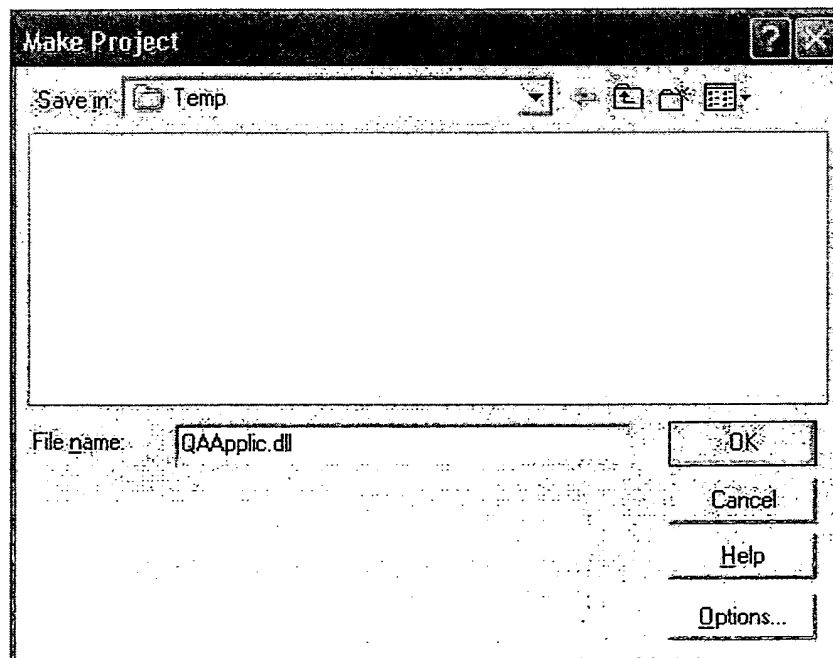 Make Project
Save in: Temp
File name: QAApplic.dll
OK
Cancel
Help
Options...